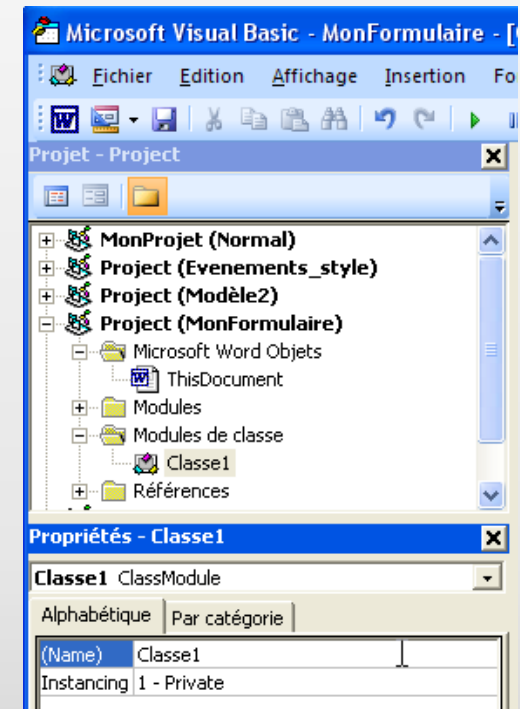 Microsoft Visual Basic - MonFormulaire - [
Fichier Edition Affichage Insertion Fo
Projet - Project
MonProjet (Normal)
Project (Evenements_style)
Project (Modèle2)
Project (MonFormulaire)
Microsoft Word Objets
ThisDocument
Modules
Modules de classe
Classe1
Références
Propriétés - Classe1
Classe1 ClassModule
Alphabétique Par catégorie
(Name) Classe1
Instancing 1 - Private